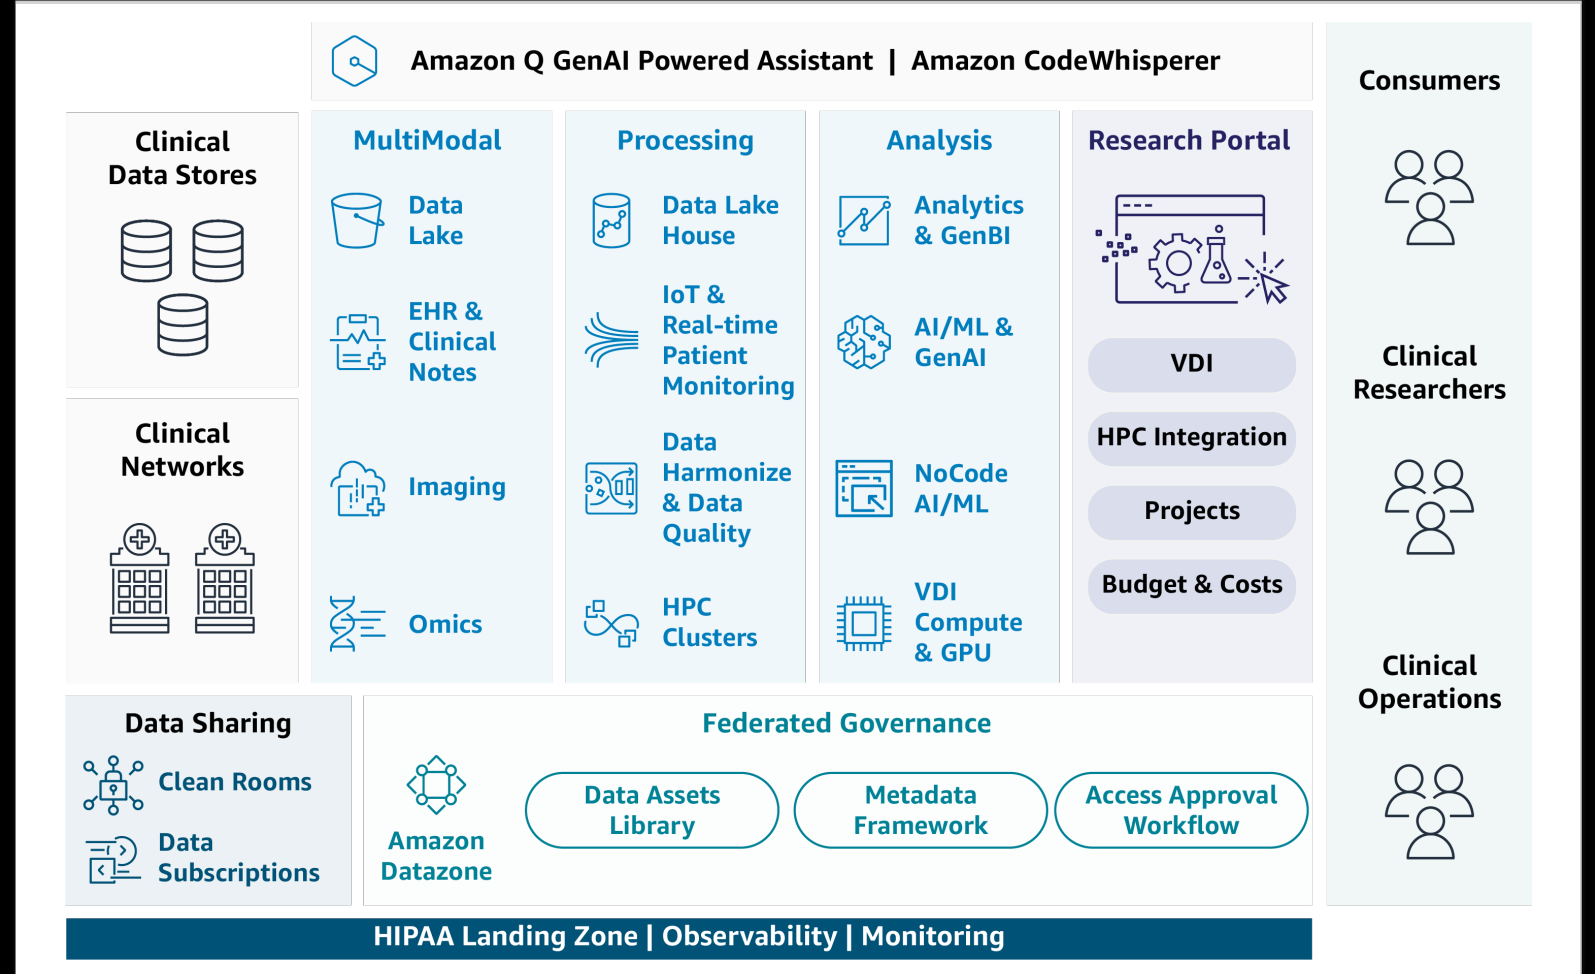 Amazon Q GenAI Powered Assistant | Amazon CodeWhisperer
Clinical
Data Stores
Clinical
Networks
MultiModal
Data
Lake
EHR &
Clinical
Notes
Imaging
Omics
Processing
Data Lake
House
IoT &
Real-time
Patient
Monitoring
Data
Harmonize
& Data
Quality
HPC
Clusters
Analysis
Analytics
& GenBI
AI/ML &
GenAI
NoCode
AI/ML
VDI
Compute
& GPU
Research Portal
VDI
HPC Integration
Projects
Budget & Costs
Consumers
Clinical
Researchers
Clinical
Operations
Data Sharing
Clean Rooms
Data
Subscriptions
Federated Governance
Amazon
Datazone
Data Assets
Library
Metadata
Framework
Access Approval
Workflow
HIPAA Landing Zone | Observability | Monitoring